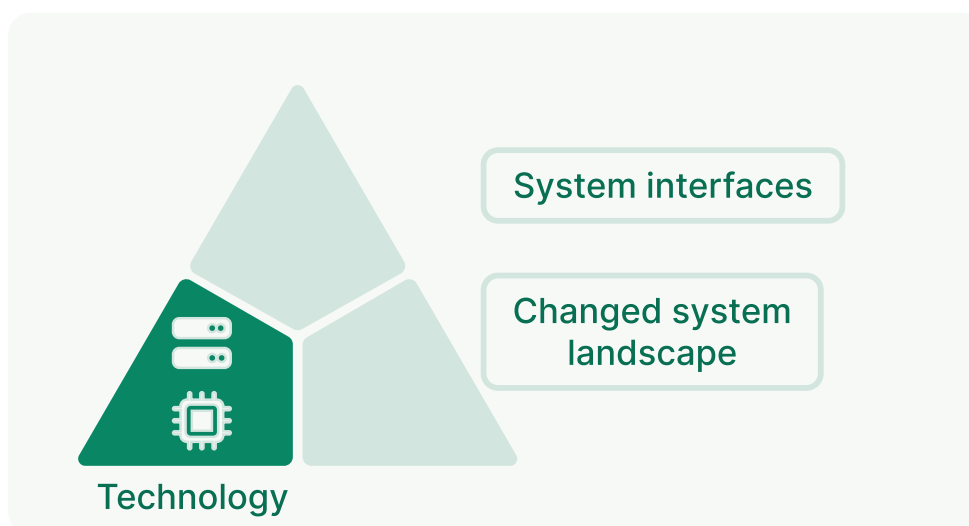 System interfaces
Changed system
landscape
Technology